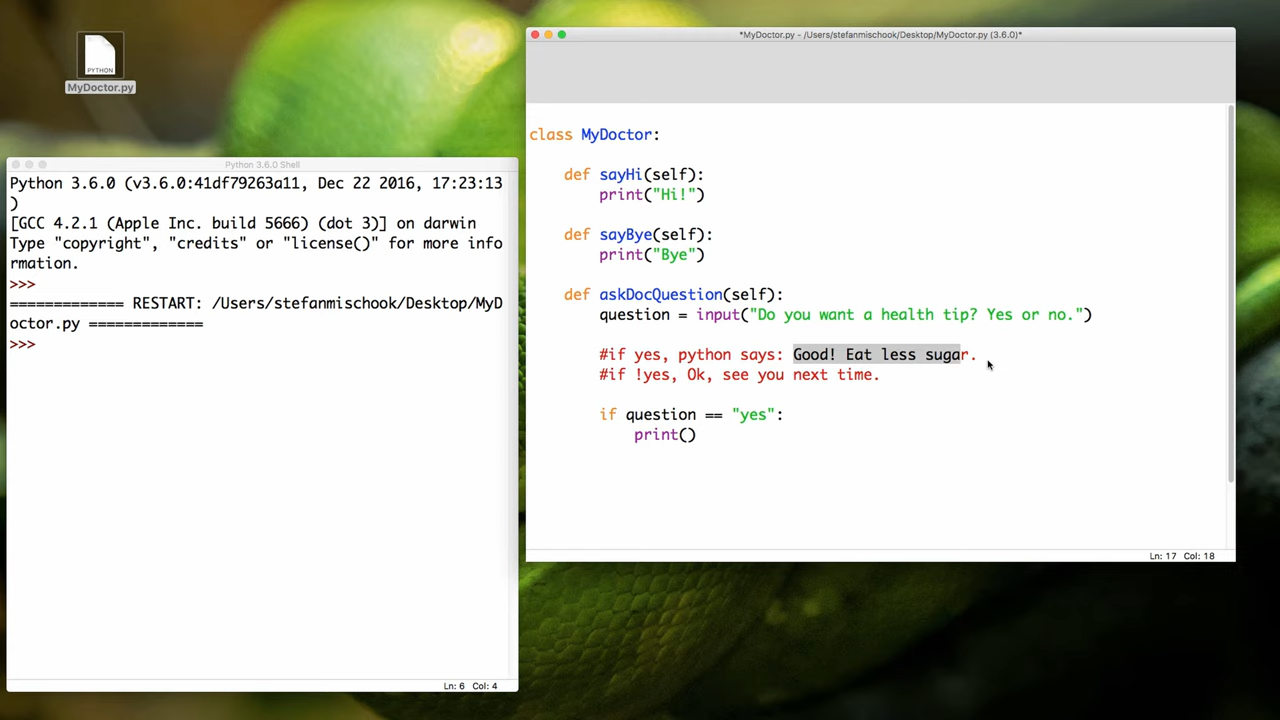 PYTHON
MyDoctor.py
*MyDoctor.py - /Users/stefanmischook/Desktop/MyDoctor.py (3.6.0)*
class MyDoctor:
def sayHi(self):
print("Hi!")
def sayBye(self):
print("Bye")
def askDocQuestion(self):
question = input("Do you want a health tip? Yes or no.")
#if yes, python says: Good! Eat less sugar.
#if !yes, Ok, see you next time.
if question == "yes":
print()
Ln: 17 Col: 18
Python 3.6.0 Shell
Python 3.6.0 (v3.6.0:41df79263a11, Dec 22 2016, 17:23:13
)
[GCC 4.2.1 (Apple Inc. build 5666) (dot 3)] on darwin
Type "copyright", "credits" or "license()" for more info
rmation.
>>>
============= RESTART: /Users/stefanmischook/Desktop/MyD
octor.py =============
>>>
Ln: 6 Col: 4